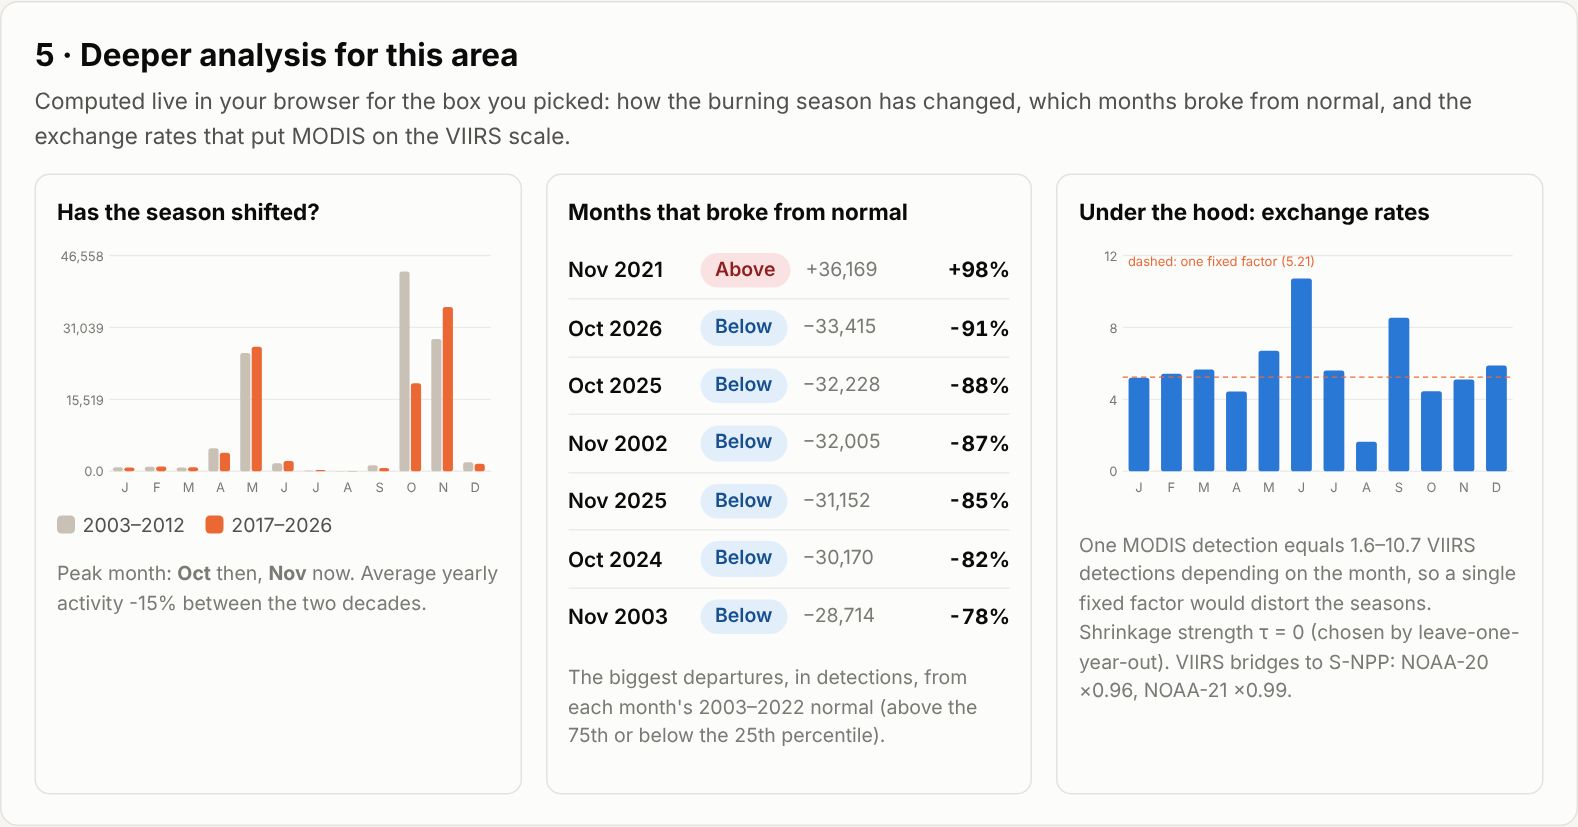 5 · Deeper analysis for this area
Computed live in your browser for the box you picked: how the burning season has changed, which months broke from normal, and the
exchange rates that put MODIS on the VIIRS scale.
Has the season shifted?
46,558
31,039
15,519
0.0
J F M A M J J A S O N D
2003–2012 2017–2026
Peak month: Oct then, Nov now. Average yearly
activity -15% between the two decades.
Months that broke from normal
Nov 2021 Above +36,169 +98%
Oct 2026 Below −33,415 -91%
Oct 2025 Below −32,228 -88%
Nov 2002 Below −32,005 -87%
Nov 2025 Below −31,152 -85%
Oct 2024 Below −30,170 -82%
Nov 2003 Below −28,714 -78%
The biggest departures, in detections, from
each month's 2003–2022 normal (above the
75th or below the 25th percentile).
Under the hood: exchange rates
12
dashed: one fixed factor (5.21)
8
4
0
J F M A M J J A S O N D
One MODIS detection equals 1.6–10.7 VIIRS
detections depending on the month, so a single
fixed factor would distort the seasons.
Shrinkage strength τ = 0 (chosen by leave-one-
year-out). VIIRS bridges to S-NPP: NOAA-20
×0.96, NOAA-21 ×0.99.